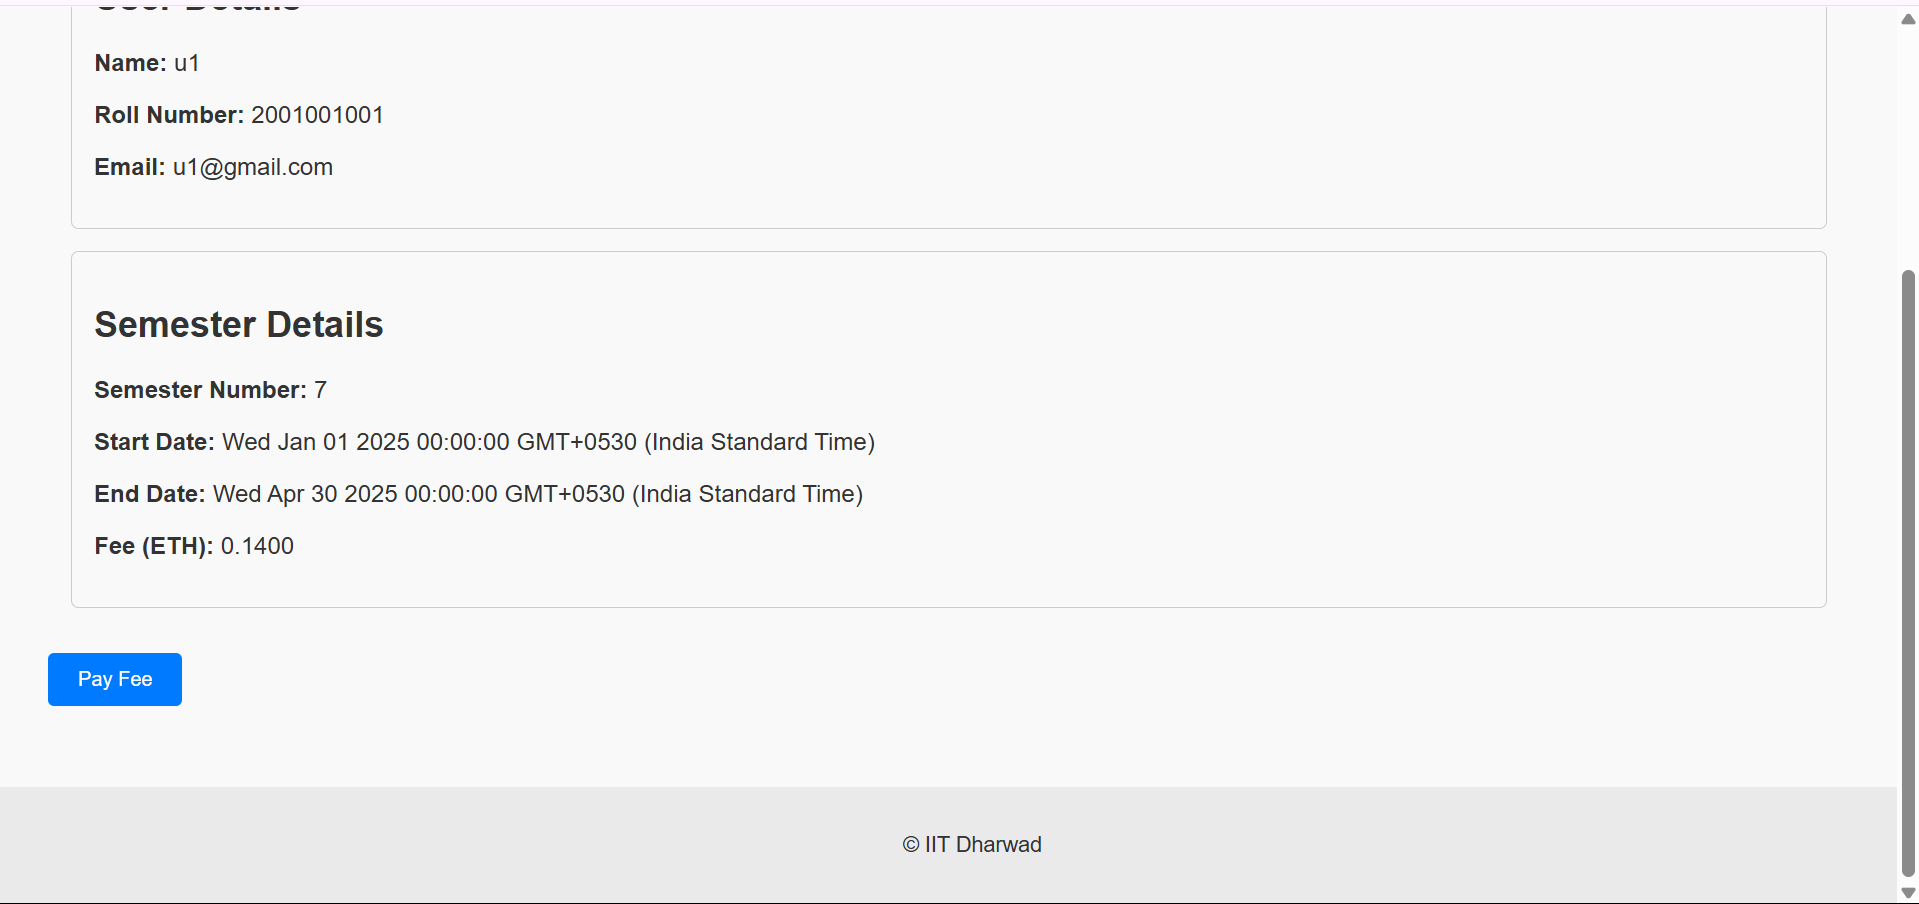 User Details
Name: u1
Roll Number: 2001001001
Email: u1@gmail.com
Semester Details
Semester Number: 7
Start Date: Wed Jan 01 2025 00:00:00 GMT+0530 (India Standard Time)
End Date: Wed Apr 30 2025 00:00:00 GMT+0530 (India Standard Time)
Fee (ETH): 0.1400
Pay Fee
© IIT Dharwad